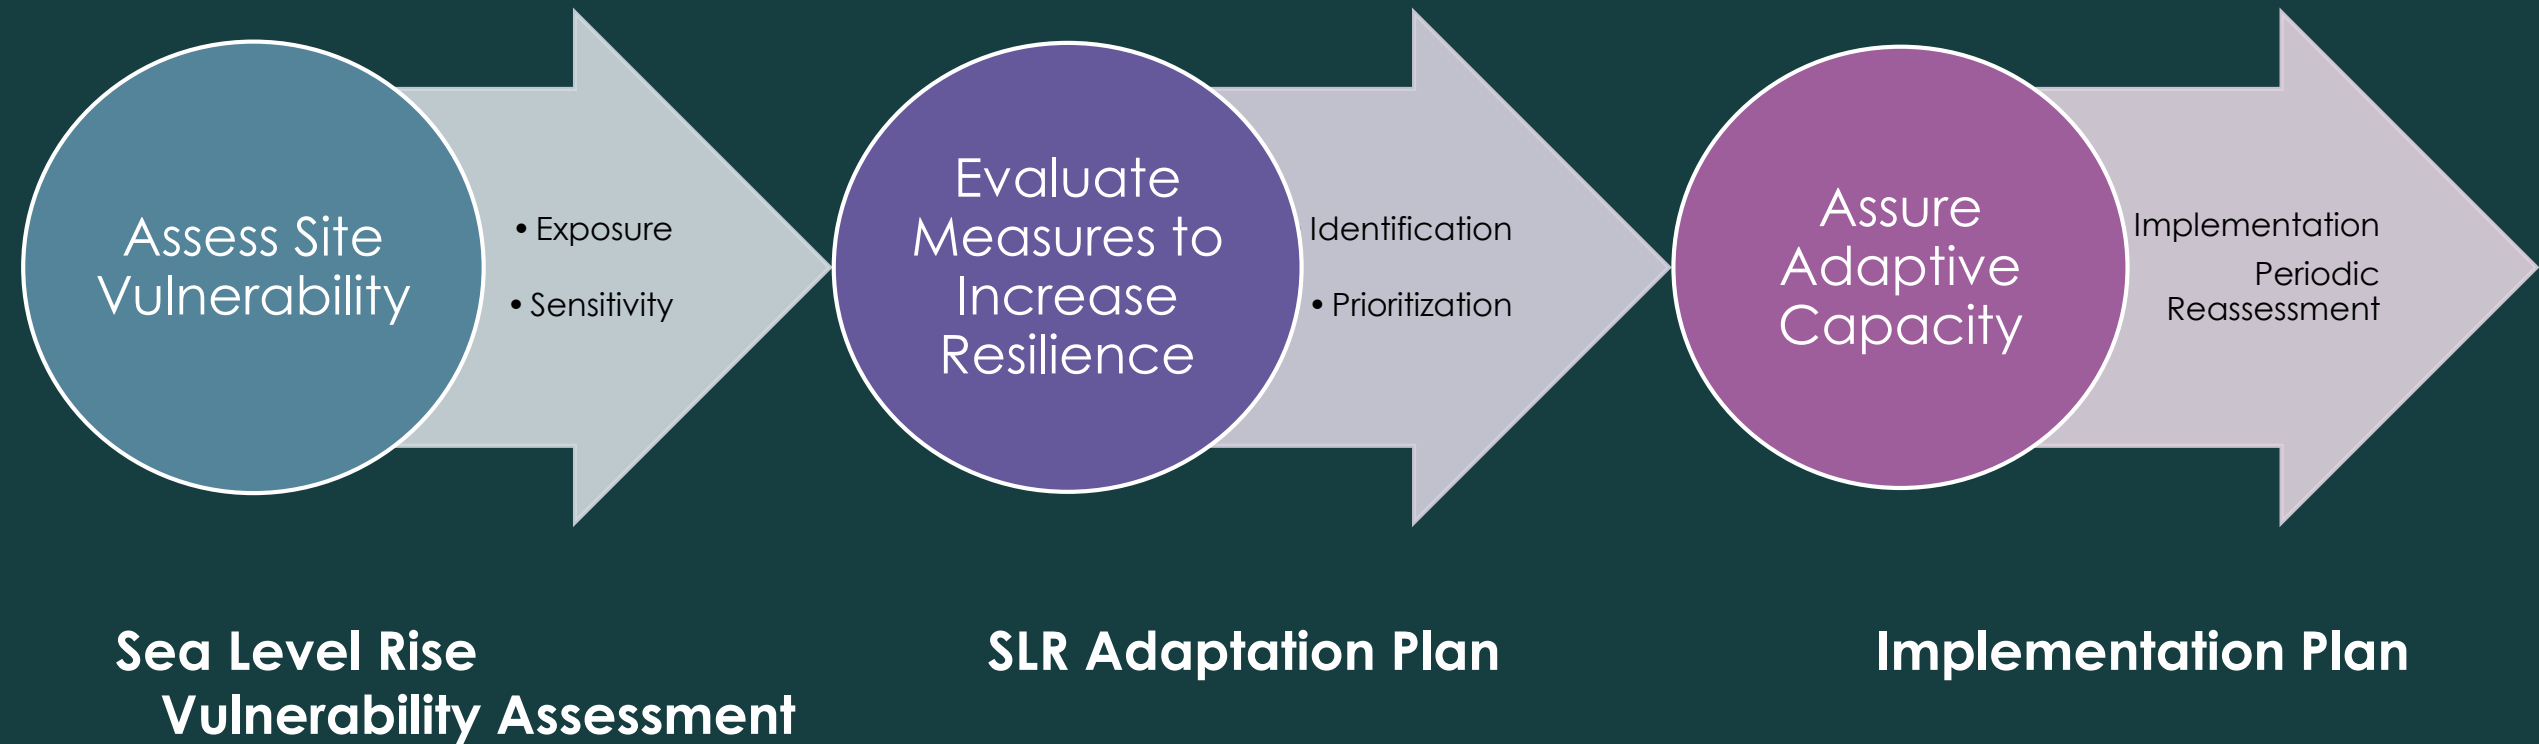 Assess Site
Vulnerability
• Exposure
• Sensitivity
Evaluate
Measures to
Increase
Resilience
Identification
• Prioritization
Assure
Adaptive
Capacity
Implementation
Periodic
Reassessment
Sea Level Rise
Vulnerability Assessment
SLR Adaptation Plan
Implementation Plan